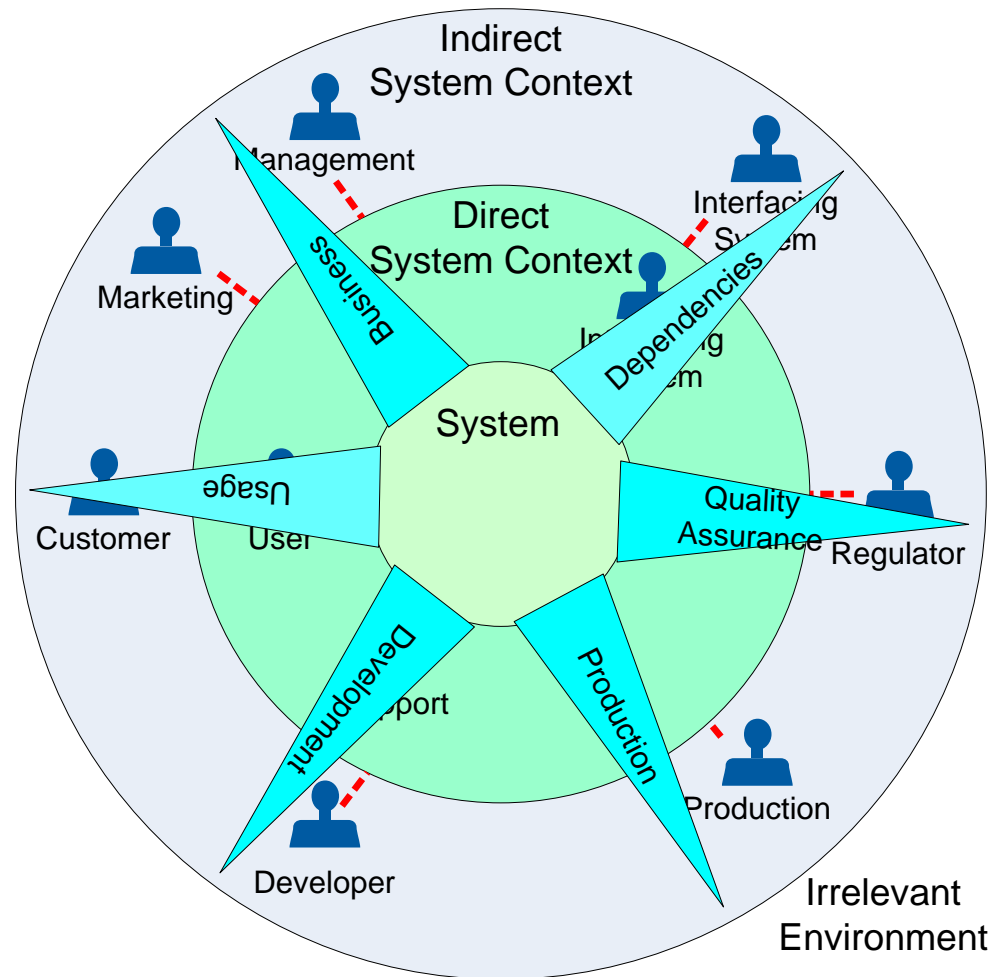 Indirect
System Context
Management
Interfacing
System
Direct
System Context
Marketing
Business
Dependencies
System
Usage
Customer
User
Quality
Assurance
Regulator
Development
Production
Production
Developer
Irrelevant
Environment